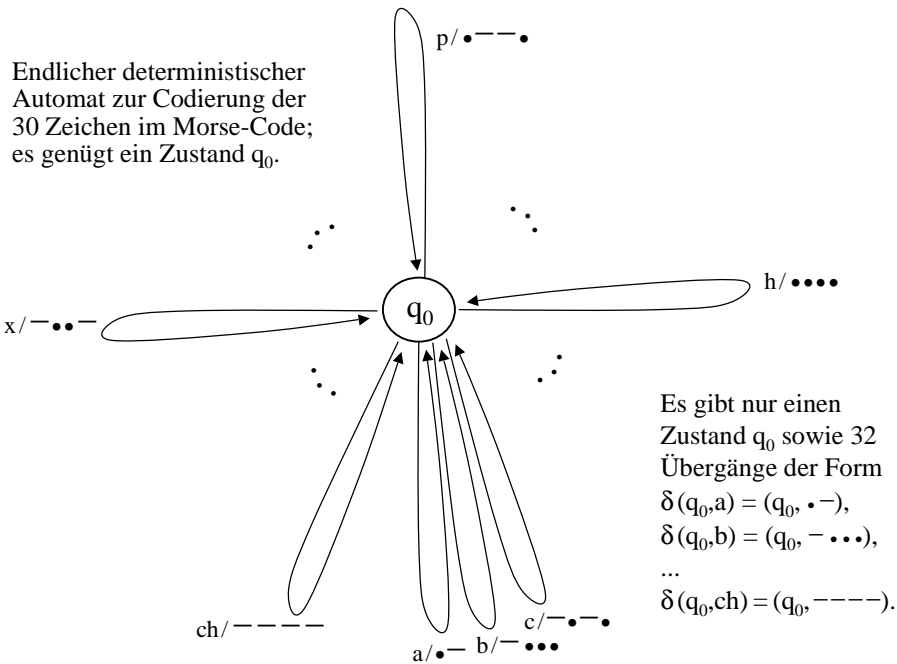 p/•−−•
Endlicher deterministischer
Automat zur Codierung der
30 Zeichen im Morse-Code;
es genügt ein Zustand q₀.
h/••••
q₀
x/−••−
Es gibt nur einen
Zustand q₀ sowie 32
Übergänge der Form
δ(q₀,a) = (q₀, •−),
δ(q₀,b) = (q₀, −•••),
...
δ(q₀,ch) = (q₀, −−−−).
ch/−−−−
a/•−
b/−•••
c/−•−•